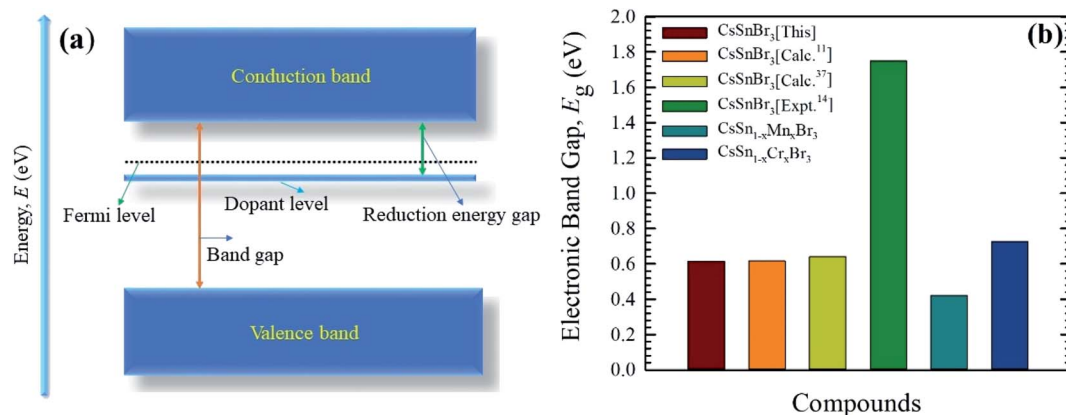 (a)
Energy, E (eV)
Conduction band
Fermi level
Dopant level
Reduction energy gap
Band gap
Valence band
(b)
Electronic Band Gap, Eg (eV)
2.0
1.8
1.6
1.4
1.2
1.0
0.8
0.6
0.4
0.2
0.0
CsSnBr₃[This]
CsSnBr₃[Calc.¹¹]
CsSnBr₃[Calc.³⁷]
CsSnBr₃[Expt.¹⁴]
CsSn₁₋ₓMnₓBr₃
CsSn₁₋ₓCrₓBr₃
Compounds